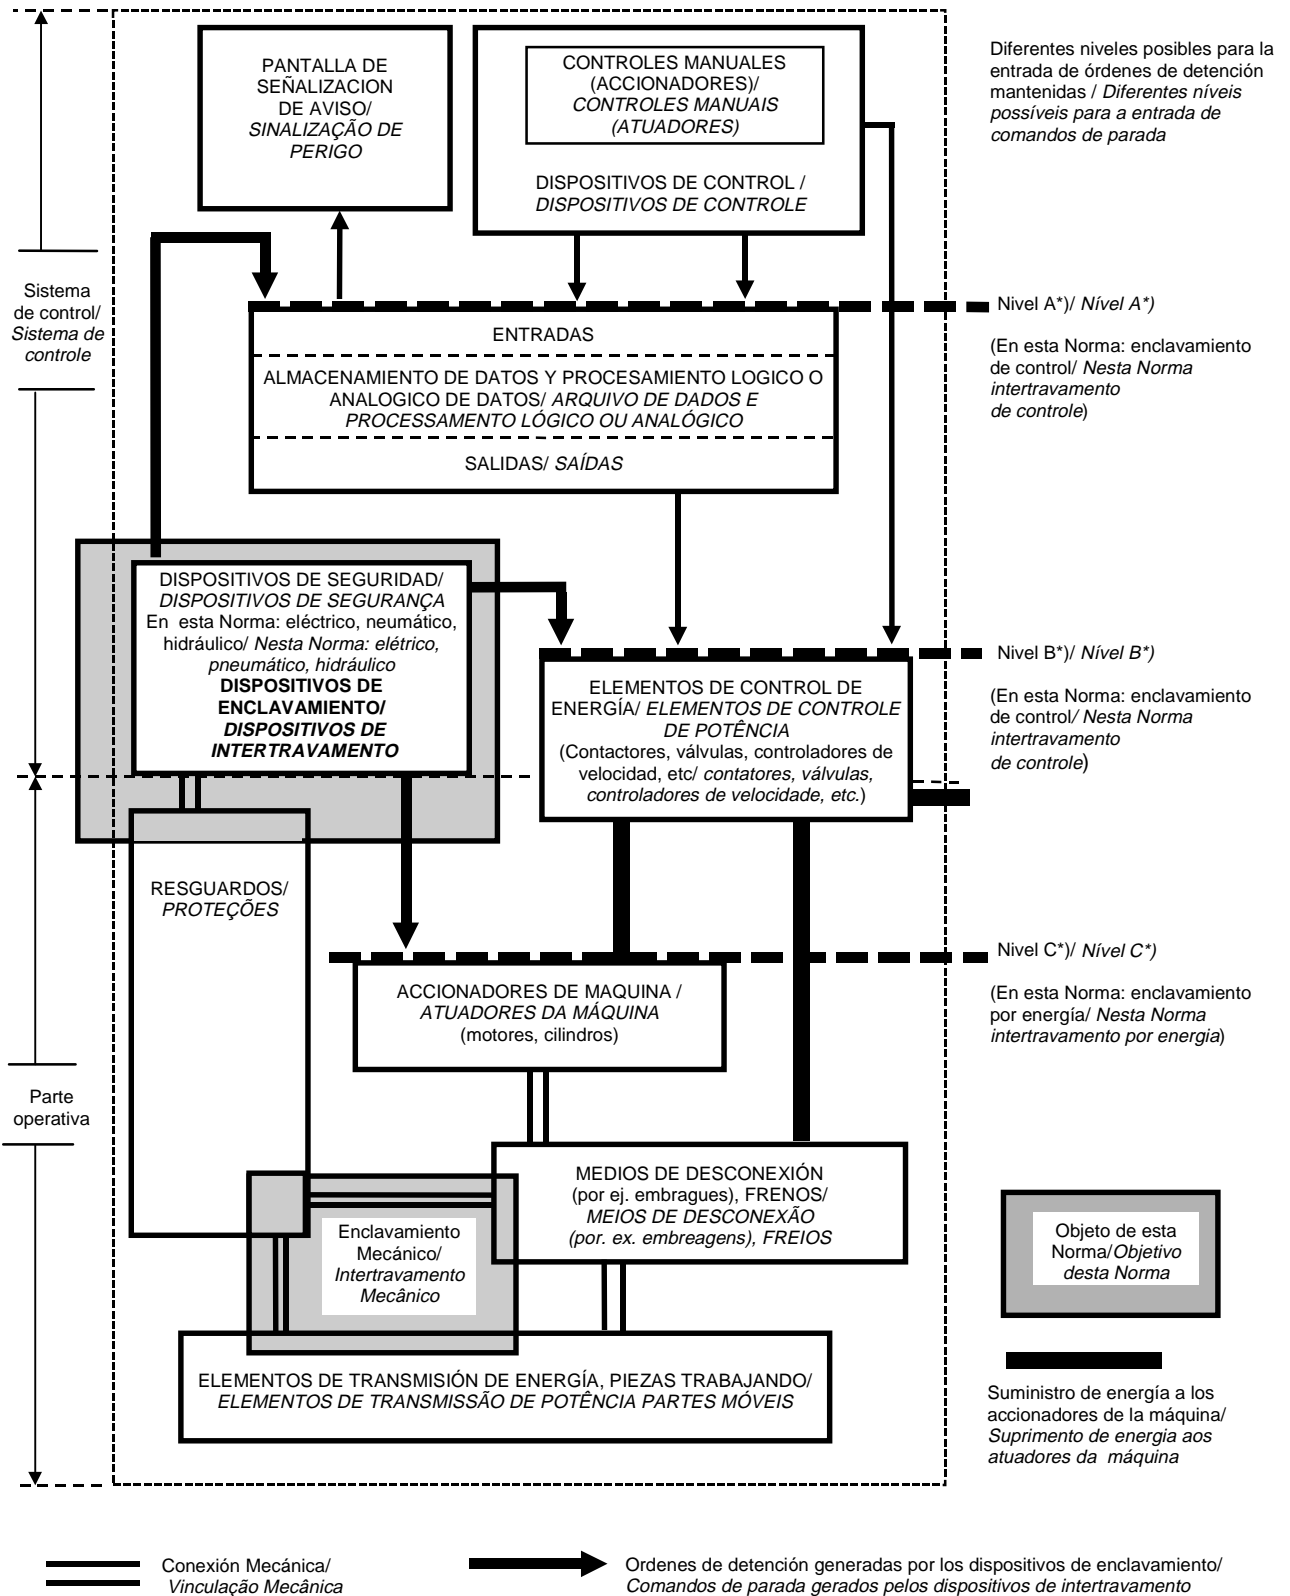 PANTALLA DE
SEÑALIZACION
DE AVISO/
SINALIZAÇÃO DE
PERIGO
CONTROLES MANUALES
(ACCIONADORES)/
CONTROLES MANUAIS
(ATUADORES)
DISPOSITIVOS DE CONTROL /
DISPOSITIVOS DE CONTROLE
Diferentes niveles posibles para la
entrada de órdenes de detención
mantenidas / Diferentes níveis
possíveis para a entrada de
comandos de parada
Sistema
de control/
Sistema de
controle
Nivel A*)/ Nível A*)
(En esta Norma: enclavamiento
de control/ Nesta Norma
intertravamento
de controle)
ENTRADAS
ALMACENAMIENTO DE DATOS Y PROCESAMIENTO LOGICO O
ANALOGICO DE DATOS/ ARQUIVO DE DADOS E
PROCESSAMENTO LÓGICO OU ANALÓGICO
SALIDAS/ SAÍDAS
DISPOSITIVOS DE SEGURIDAD/
DISPOSITIVOS DE SEGURANÇA
En esta Norma: eléctrico, neumático,
hidráulico/ Nesta Norma: elétrico,
pneumático, hidráulico
DISPOSITIVOS DE
ENCLAVAMIENTO/
DISPOSITIVOS DE
INTERTRAVAMENTO
Nivel B*)/ Nível B*)
(En esta Norma: enclavamiento
de control/ Nesta Norma
intertravamento
de controle)
ELEMENTOS DE CONTROL DE
ENERGÍA/ ELEMENTOS DE CONTROLE
DE POTÊNCIA
(Contactores, válvulas, controladores de
velocidad, etc/ contatores, válvulas,
controladores de velocidade, etc.)
RESGUARDOS/
PROTEÇÕES
Nivel C*)/ Nível C*)
(En esta Norma: enclavamiento
por energía/ Nesta Norma
intertravamento por energia)
ACCIONADORES DE MAQUINA /
ATUADORES DA MÁQUINA
(motores, cilindros)
Parte
operativa
MEDIOS DE DESCONEXIÓN
(por ej. embragues), FRENOS/
MEIOS DE DESCONEXÃO
(por. ex. embreagens), FREIOS
Enclavamiento
Mecánico/
Intertravamento
Mecânico
Objeto de esta
Norma/Objetivo
desta Norma
ELEMENTOS DE TRANSMISIÓN DE ENERGÍA, PIEZAS TRABAJANDO/
ELEMENTOS DE TRANSMISSÃO DE POTÊNCIA PARTES MÓVEIS
Suministro de energía a los
accionadores de la máquina/
Suprimento de energia aos
atuadores da máquina
Conexión Mecánica/
Vinculação Mecânica
Ordenes de detención generadas por los dispositivos de enclavamiento/
Comandos de parada gerados pelos dispositivos de intertravamento